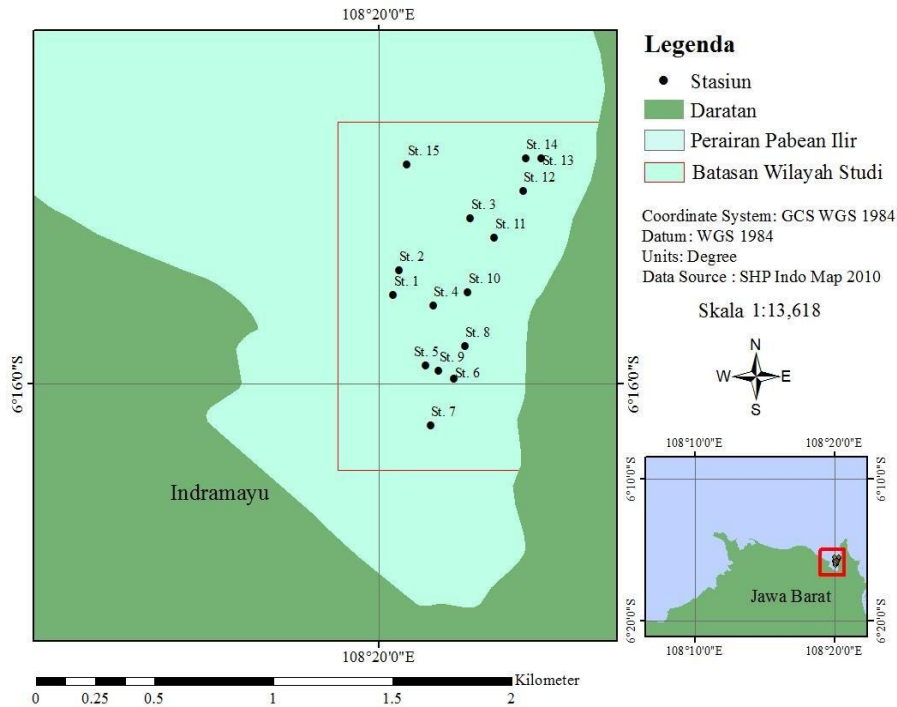 108°20'0"E
St. 14
St. 15
St. 13
St. 12
St. 3
St. 11
St. 2
St. 10
St. 1
St. 4
St. 8
St. 5
St. 9
St. 6
St. 7
6°16'0"S
6°16'0"S
Indramayu
108°20'0"E
0 0.25 0.5 1 1.5 2
Kilometer
Legenda
Stasiun
Daratan
Perairan Pabean Ilir
Batasan Wilayah Studi
Coordinate System: GCS WGS 1984
Datum: WGS 1984
Units: Degree
Data Source : SHP Indo Map 2010
Skala 1:13,618
N
W E
S
108°10'0"E 108°20'0"E
6°10'0"S 6°10'0"S
Jawa Barat
6°20'0"S 6°20'0"S
108°10'0"E 108°20'0"E